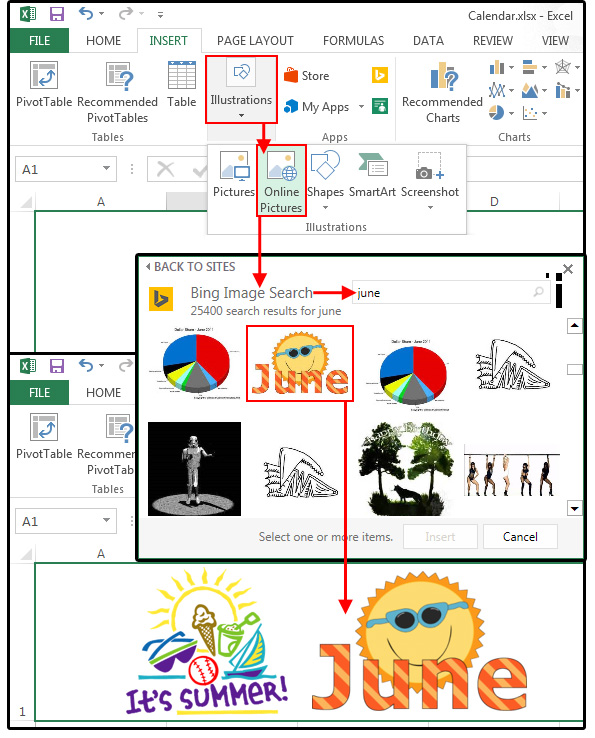 Calendar.xlsx - Excel
FILE HOME INSERT PAGE LAYOUT FORMULAS DATA REVIEW VIEW
PivotTable Recommended PivotTables Table
Illustrations
Store
My Apps
Recommended Charts
Tables
Apps
Charts
A1
Pictures Online Pictures Shapes SmartArt Screenshot
Illustrations
A
D
BACK TO SITES
Bing Image Search
june
25400 search results for june
June
Select one or more items.
Insert
Cancel
FILE HOME
PivotTable Recommen
PivotTab
Tables
A1
A
1
IT'S SUMMER!
June